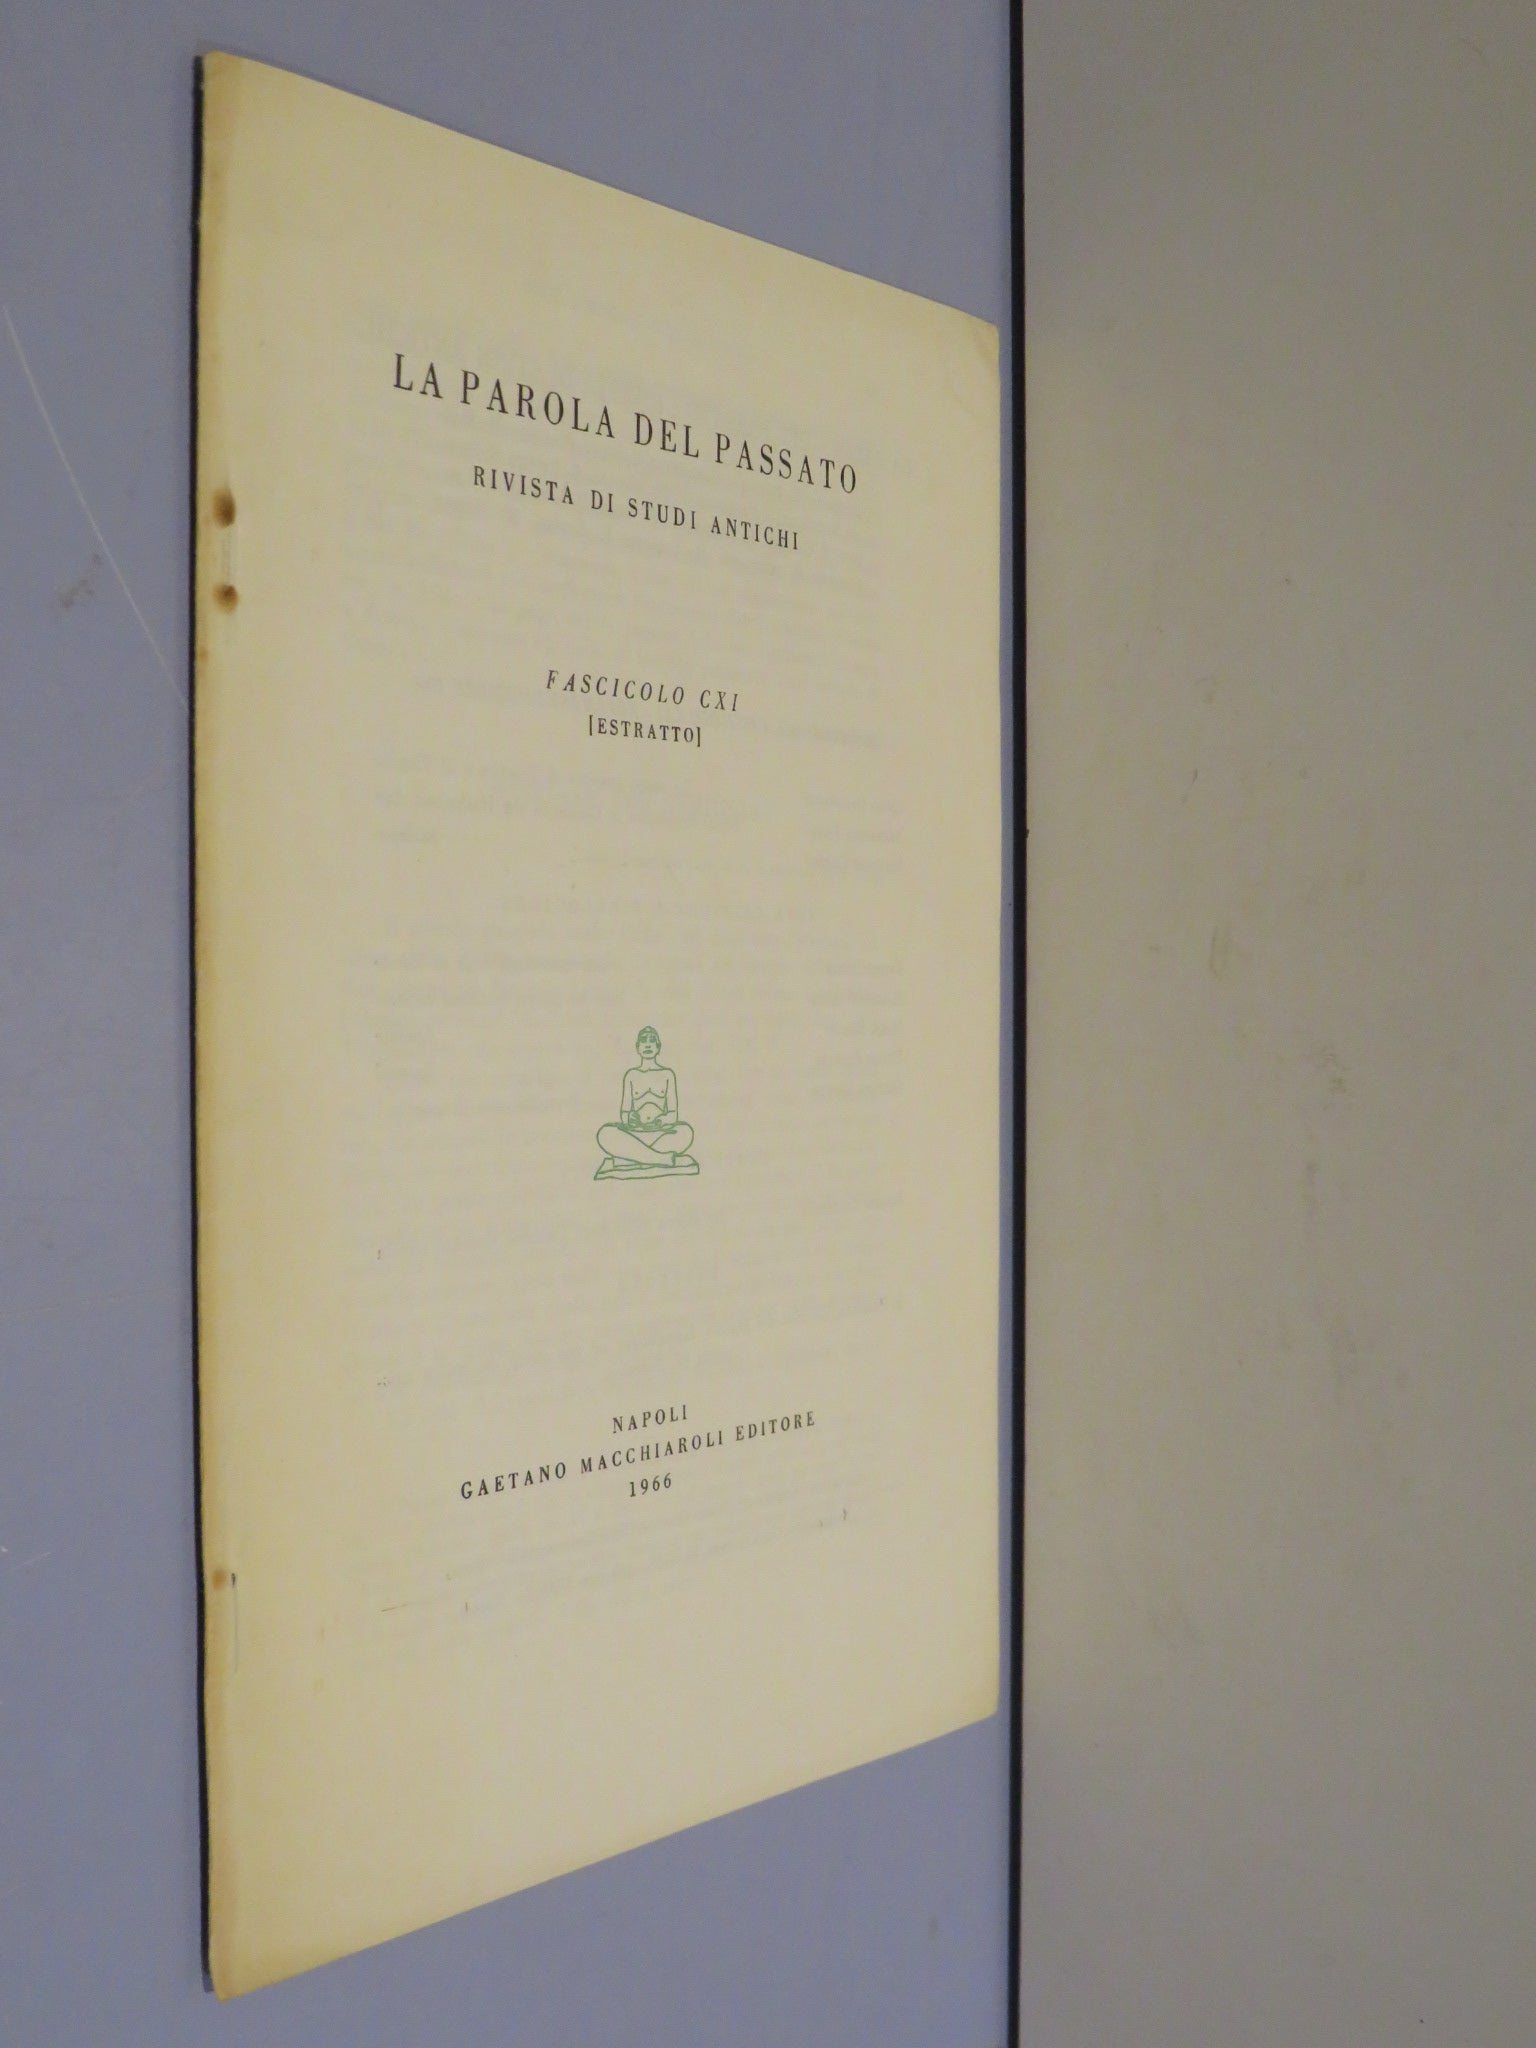 LA PAROLA DEL PASSATO
RIVISTA DI STUDI ANTICHI
FASCICOLO CXI
[ESTRATTO]
NAPOLI
GAETANO MACCHIAROLI EDITORE
1966